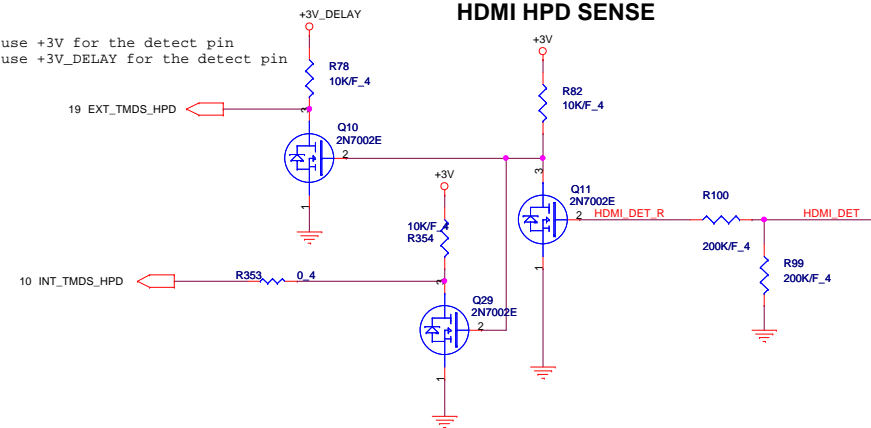 HDMI HPD SENSE
+3V_DELAY
use +3V for the detect pin
use +3V_DELAY for the detect pin
R78
10K/F_4
+3V
R82
10K/F_4
19 EXT_TMDS_HPD
3
Q10
2N7002E
2
1
3
Q11
2N7002E
2
1
HDMI_DET_R
R100
200K/F_4
HDMI_DET
R99
200K/F_4
+3V
10K/F_4
R354
10 INT_TMDS_HPD
R353
0_4
3
Q29
2N7002E
2
1